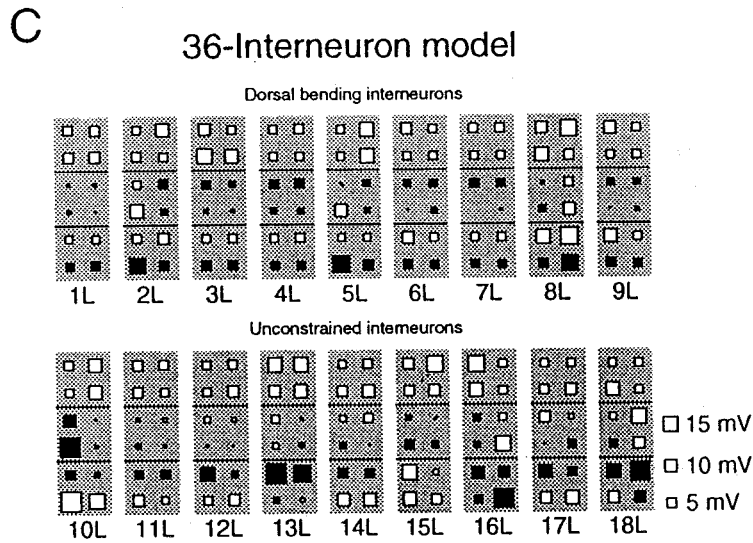 C
36-Interneuron model
Dorsal bending interneurons
1L 2L 3L 4L 5L 6L 7L 8L 9L
Unconstrained interneurons
15 mV
10 mV
5 mV
10L 11L 12L 13L 14L 15L 16L 17L 18L